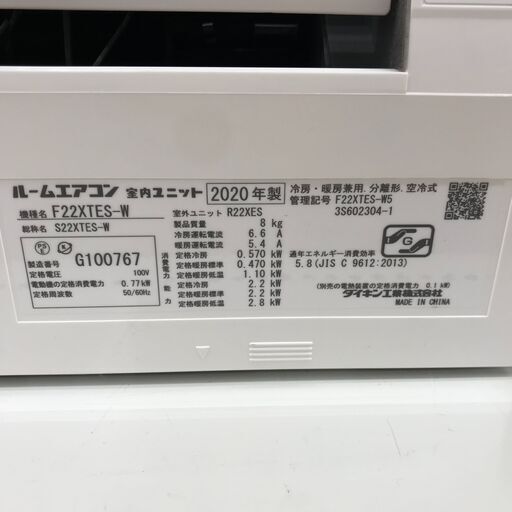 ルームエアコン 室内ユニット 2020年製
冷房・暖房兼用.分離形.空冷式
機種名 F22XTES-W
管理記号 F22XTES-W5
3S602304-1
総称名 S22XTES-W
室外ユニット R22XES
製品質量 8 kg
冷房運転電流 6.6 A
暖房運転電流 5.4 A
製造番号 G100767
定格電圧 100V
電動機の定格消費電力 0.77kW
定格周波数 50/60Hz
消費電力
定格冷房 0.570 kW
定格暖房標準 0.470 kW
定格暖房低温 1.10 kW
能力
定格冷房 2.2 kW
定格暖房標準 2.2 kW
定格暖房低温 2.8 kW
通年エネルギー消費効率
5.8(JIS C 9612:2013)
(別売の電熱装置の定格消費電力 0.1 kW)
ダイキン工業株式会社
MADE IN CHINA